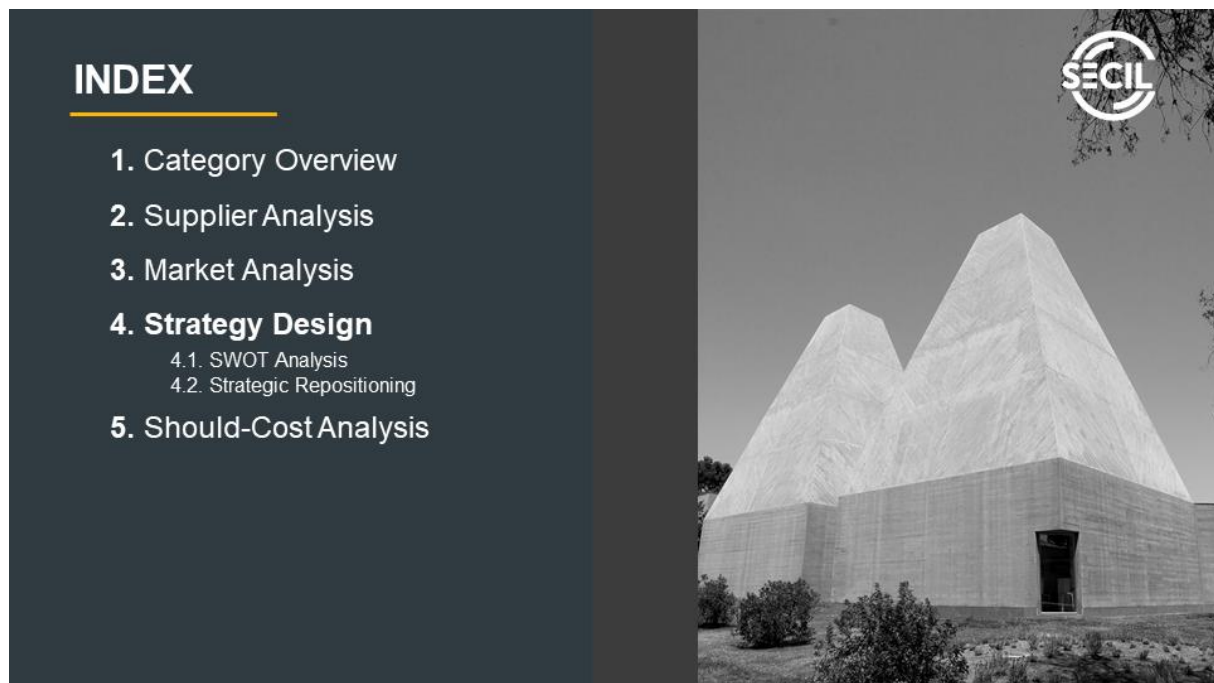 INDEX
1. Category Overview
2. Supplier Analysis
3. Market Analysis
4. Strategy Design
4.1. SWOT Analysis
4.2. Strategic Repositioning
5. Should-Cost Analysis
SECIL